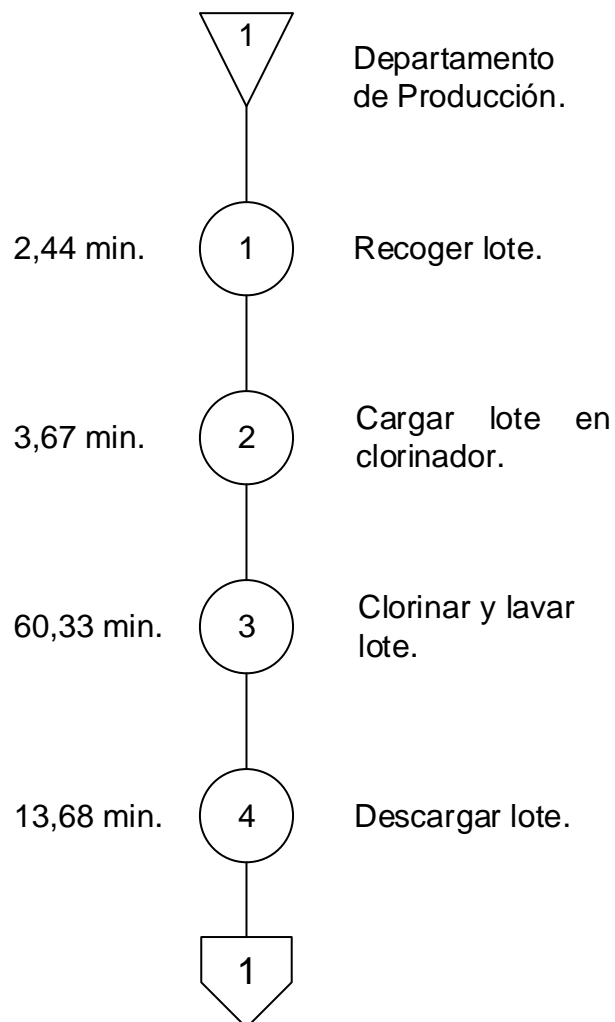 1
Departamento
de Producción.
2,44 min.
1
Recoger lote.
3,67 min.
2
Cargar lote en
clorinador.
60,33 min.
3
Clorinar y lavar
lote.
13,68 min.
4
Descargar lote.
1